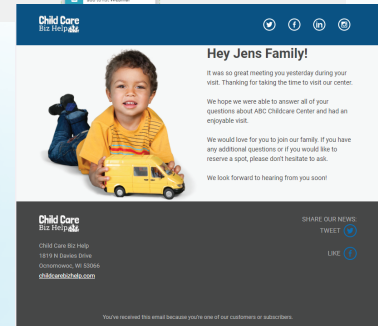 Child Care
Biz Help
Hey Jens Family!
It was so great meeting you yesterday during your
visit. Thanking for taking the time to visit our center.
We hope we were able to answer all of your
questions about ABC Childcare Center and had an
enjoyable visit.
We would love for you to join our family. If you have
any additional questions or if you would like to
reserve a spot, please don't hesitate to ask.
We look forward to hearing from you soon!
Child Care
Biz Help
Child Care Biz Help
1819 N Davies Drive
Oconomowoc, WI 53066
childcarebizhelp.com
SHARE OUR NEWS:
TWEET
LIKE
You've received this email because you're one of our customers or subscribers.